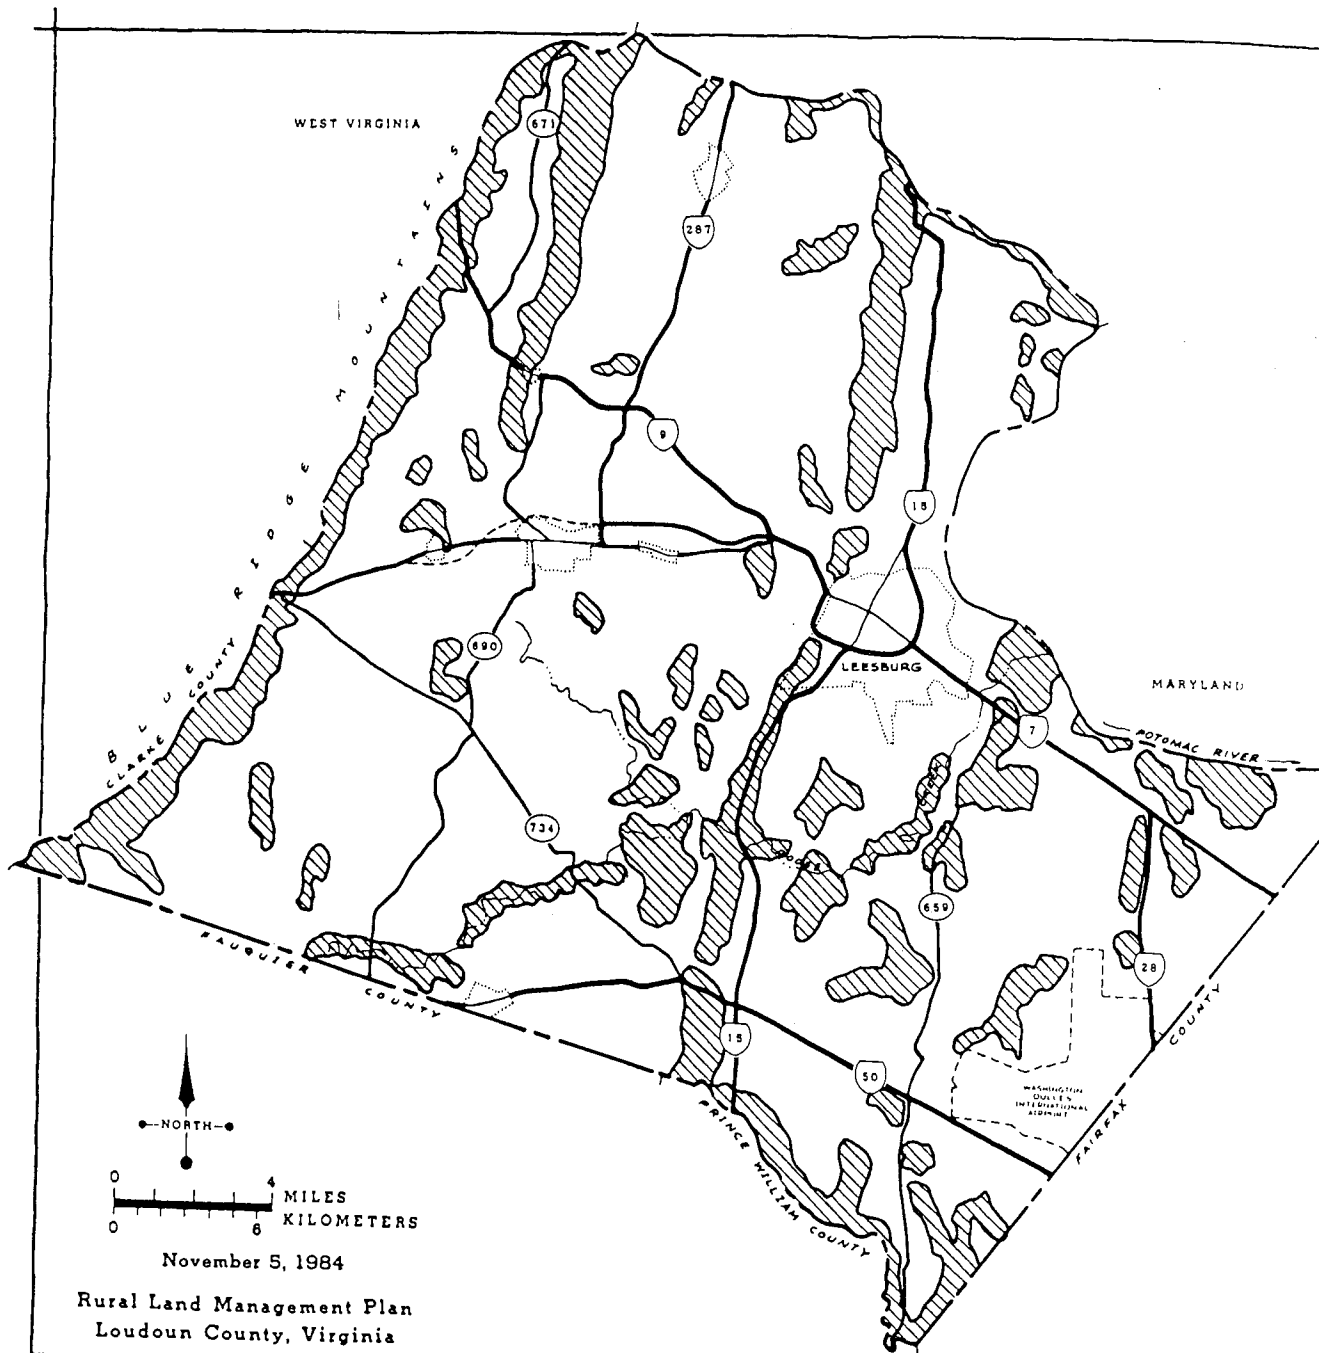 WEST VIRGINIA
671
287
BLUE RIDGE MOUNTAINS
9
15
CLARKE COUNTY
690
LEESBURG
MARYLAND
7
POTOMAC RIVER
734
GOOSE
CREEK
659
28
FAUQUIER COUNTY
15
50
WASHINGTON
DULLES
INTERNATIONAL
AIRPORT
FAIRFAX COUNTY
PRINCE WILLIAM COUNTY
NORTH
0 4
MILES
KILOMETERS
0 6
November 5, 1984
Rural Land Management Plan
Loudoun County, Virginia